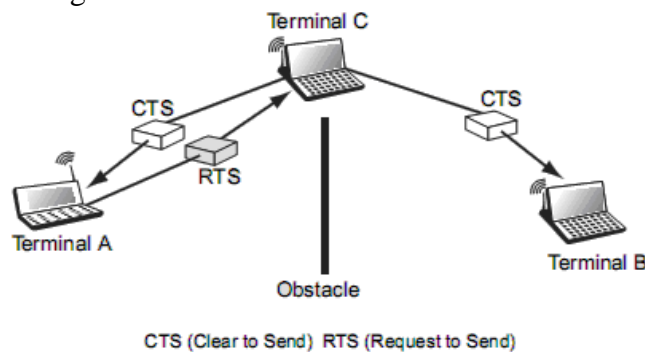 Terminal C
CTS
CTS
RTS
Terminal A
Terminal B
Obstacle
CTS (Clear to Send) RTS (Request to Send)